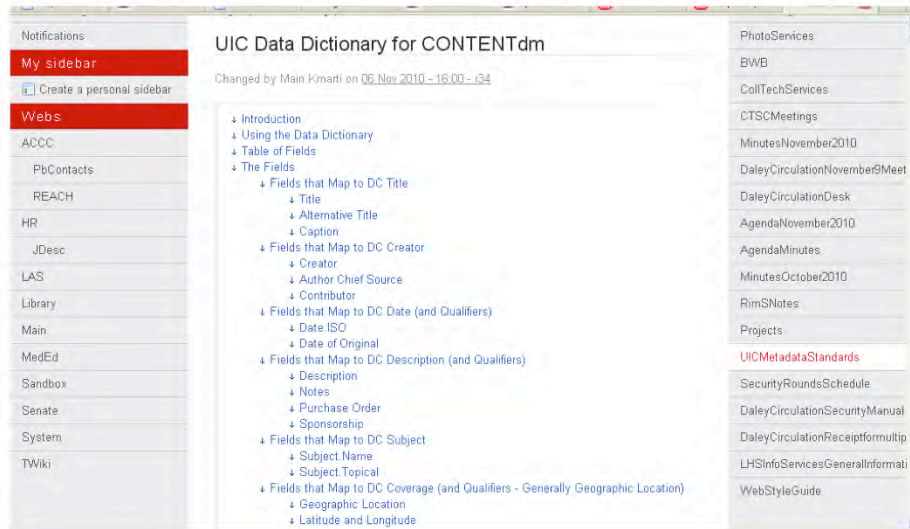 Notifications
My sidebar
Create a personal sidebar
Webs
ACCC
PbContacts
REACH
HR
JDesc
LAS
Library
Main
MedEd
Sandbox
Senate
System
TWiki
UIC Data Dictionary for CONTENTdm
Changed by Main.Kmarti on 06 Nov 2010 - 16:00 - r34
↓ Introduction
↓ Using the Data Dictionary
↓ Table of Fields
↓ The Fields
↓ Fields that Map to DC Title
↓ Title
↓ Alternative Title
↓ Caption
↓ Fields that Map to DC Creator
↓ Creator
↓ Author Chief Source
↓ Contributor
↓ Fields that Map to DC Date (and Qualifiers)
↓ Date.ISO
↓ Date of Original
↓ Fields that Map to DC Description (and Qualifiers)
↓ Description
↓ Notes
↓ Purchase Order
↓ Sponsorship
↓ Fields that Map to DC Subject
↓ Subject.Name
↓ Subject.Topical
↓ Fields that Map to DC Coverage (and Qualifiers - Generally Geographic Location)
↓ Geographic Location
↓ Latitude and Longitude
PhotoServices
BWB
CollTechServices
CTSCMeetings
MinutesNovember2010
DaleyCirculationNovember9Meet
DaleyCirculationDesk
AgendaNovember2010
AgendaMinutes
MinutesOctober2010
RimSNotes
Projects
UICMetadataStandards
SecurityRoundsSchedule
DaleyCirculationSecurityManual
DaleyCirculationReceiptformultip
LHSInfoServicesGeneralInformati
WebStyleGuide